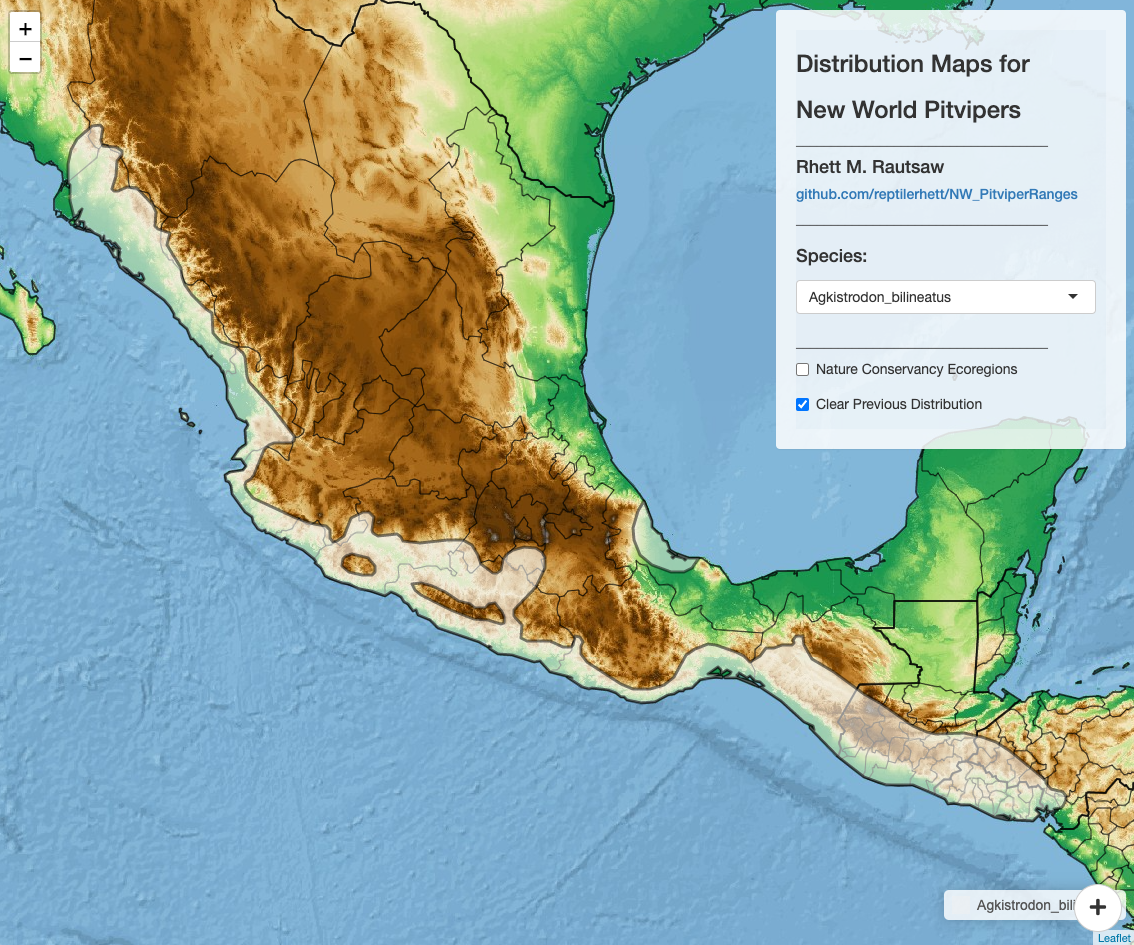 +
−
Distribution Maps for
New World Pitvipers
Rhett M. Rautsaw
github.com/reptilerhett/NW_PitviperRanges
Species:
Agkistrodon_bilineatus
Nature Conservancy Ecoregions
Clear Previous Distribution
Agkistrodon_bili
+
Leaflet